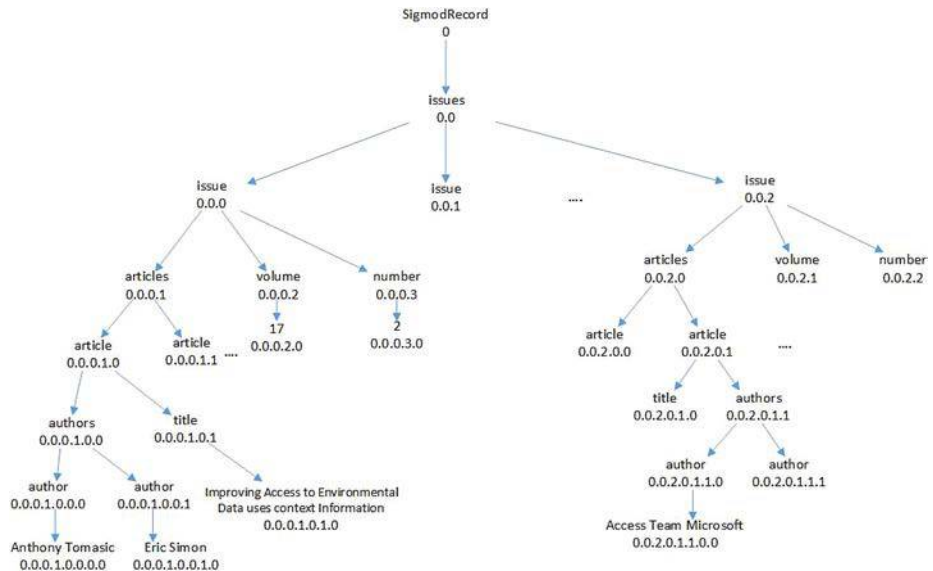 SigmodRecord
0
issues
0.0
issue
0.0.0
issue
0.0.1
....
issue
0.0.2
articles
0.0.0.1
volume
0.0.0.2
number
0.0.0.3
articles
0.0.2.0
volume
0.0.2.1
number
0.0.2.2
17
0.0.0.2.0
2
0.0.0.3.0
article
0.0.0.1.0
article
0.0.0.1.1
....
article
0.0.2.0.0
article
0.0.2.0.1
....
authors
0.0.0.1.0.0
title
0.0.0.1.0.1
title
0.0.2.0.1.0
authors
0.0.2.0.1.1
author
0.0.0.1.0.0.0
author
0.0.0.1.0.0.1
Improving Access to Environmental
Data uses context Information
0.0.0.1.0.1.0
author
0.0.2.0.1.1.0
author
0.0.2.0.1.1.1
Anthony Tomasic
0.0.0.1.0.0.0.0
Eric Simon
0.0.0.1.0.0.1.0
Access Team Microsoft
0.0.2.0.1.1.0.0